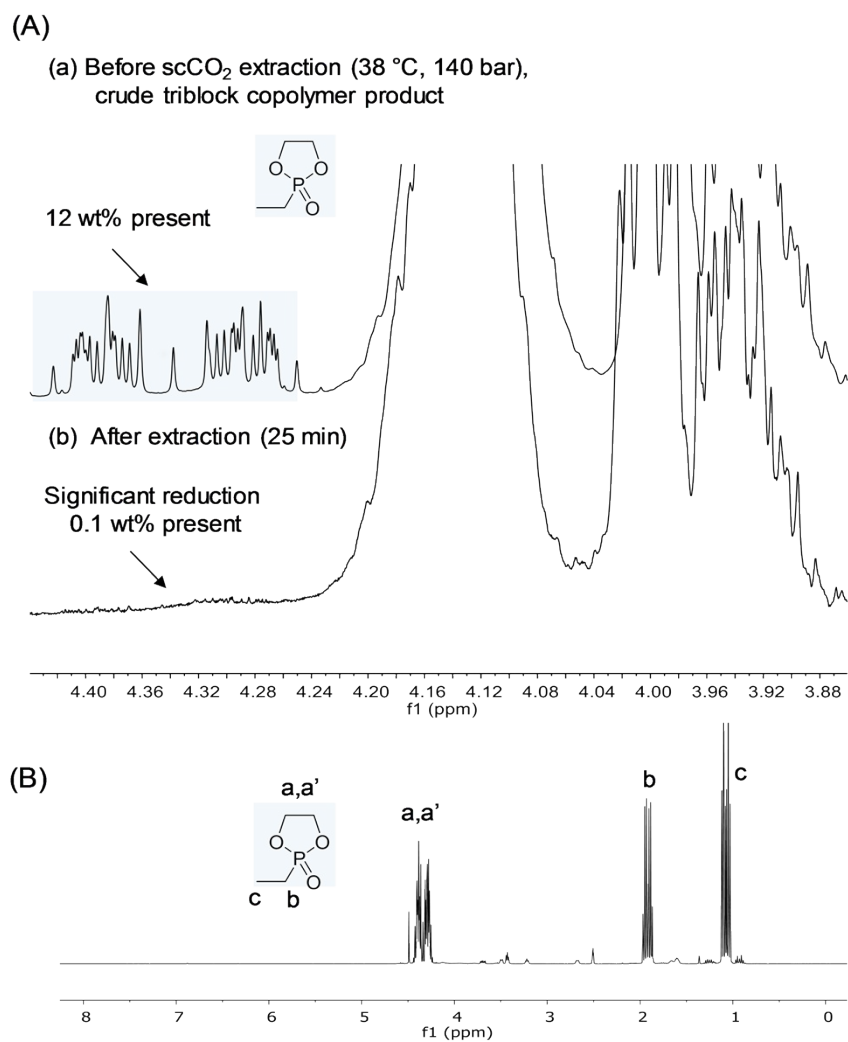 (A)
(a) Before scCO₂ extraction (38 °C, 140 bar),
crude triblock copolymer product
O
O
P
O
12 wt% present
(b) After extraction (25 min)
Significant reduction
0.1 wt% present
4.40 4.36 4.32 4.28 4.24 4.20 4.16 4.12 4.08 4.04 4.00 3.96 3.92 3.88
f1 (ppm)
(B)
a,a'
O
O
P
O
c b
a,a'
b
c
8 7 6 5 4 3 2 1 0
f1 (ppm)